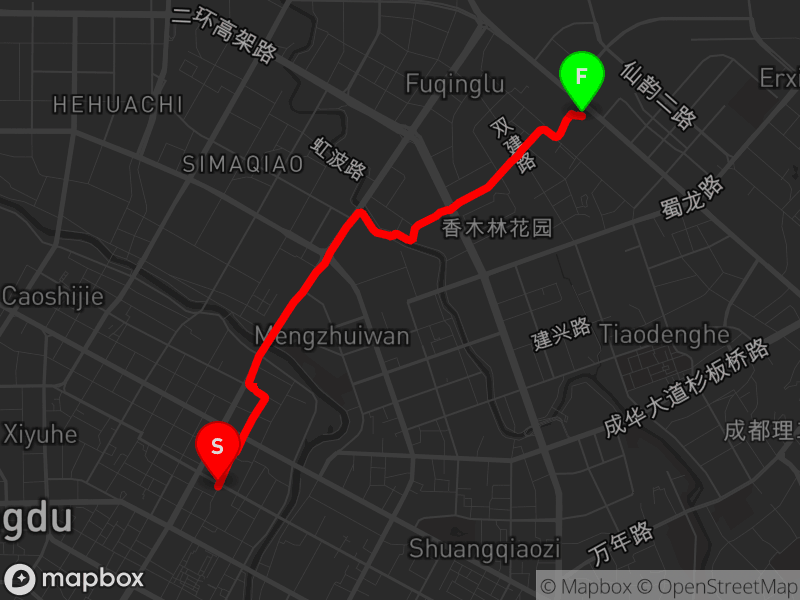 二环高架路
Fuqinglu
F
仙韵二路
Erxi
HEHUACHI
双建路
SIMAQIAO
虹波路
蜀龙路
香木林花园
Caoshijie
Mengzhuiwan
建兴路
Tiaodenghe
成华大道杉板桥路
Xiyuhe
S
成都理
gdu
Shuangqiaozi
万年路
mapbox
© Mapbox © OpenStreetMap